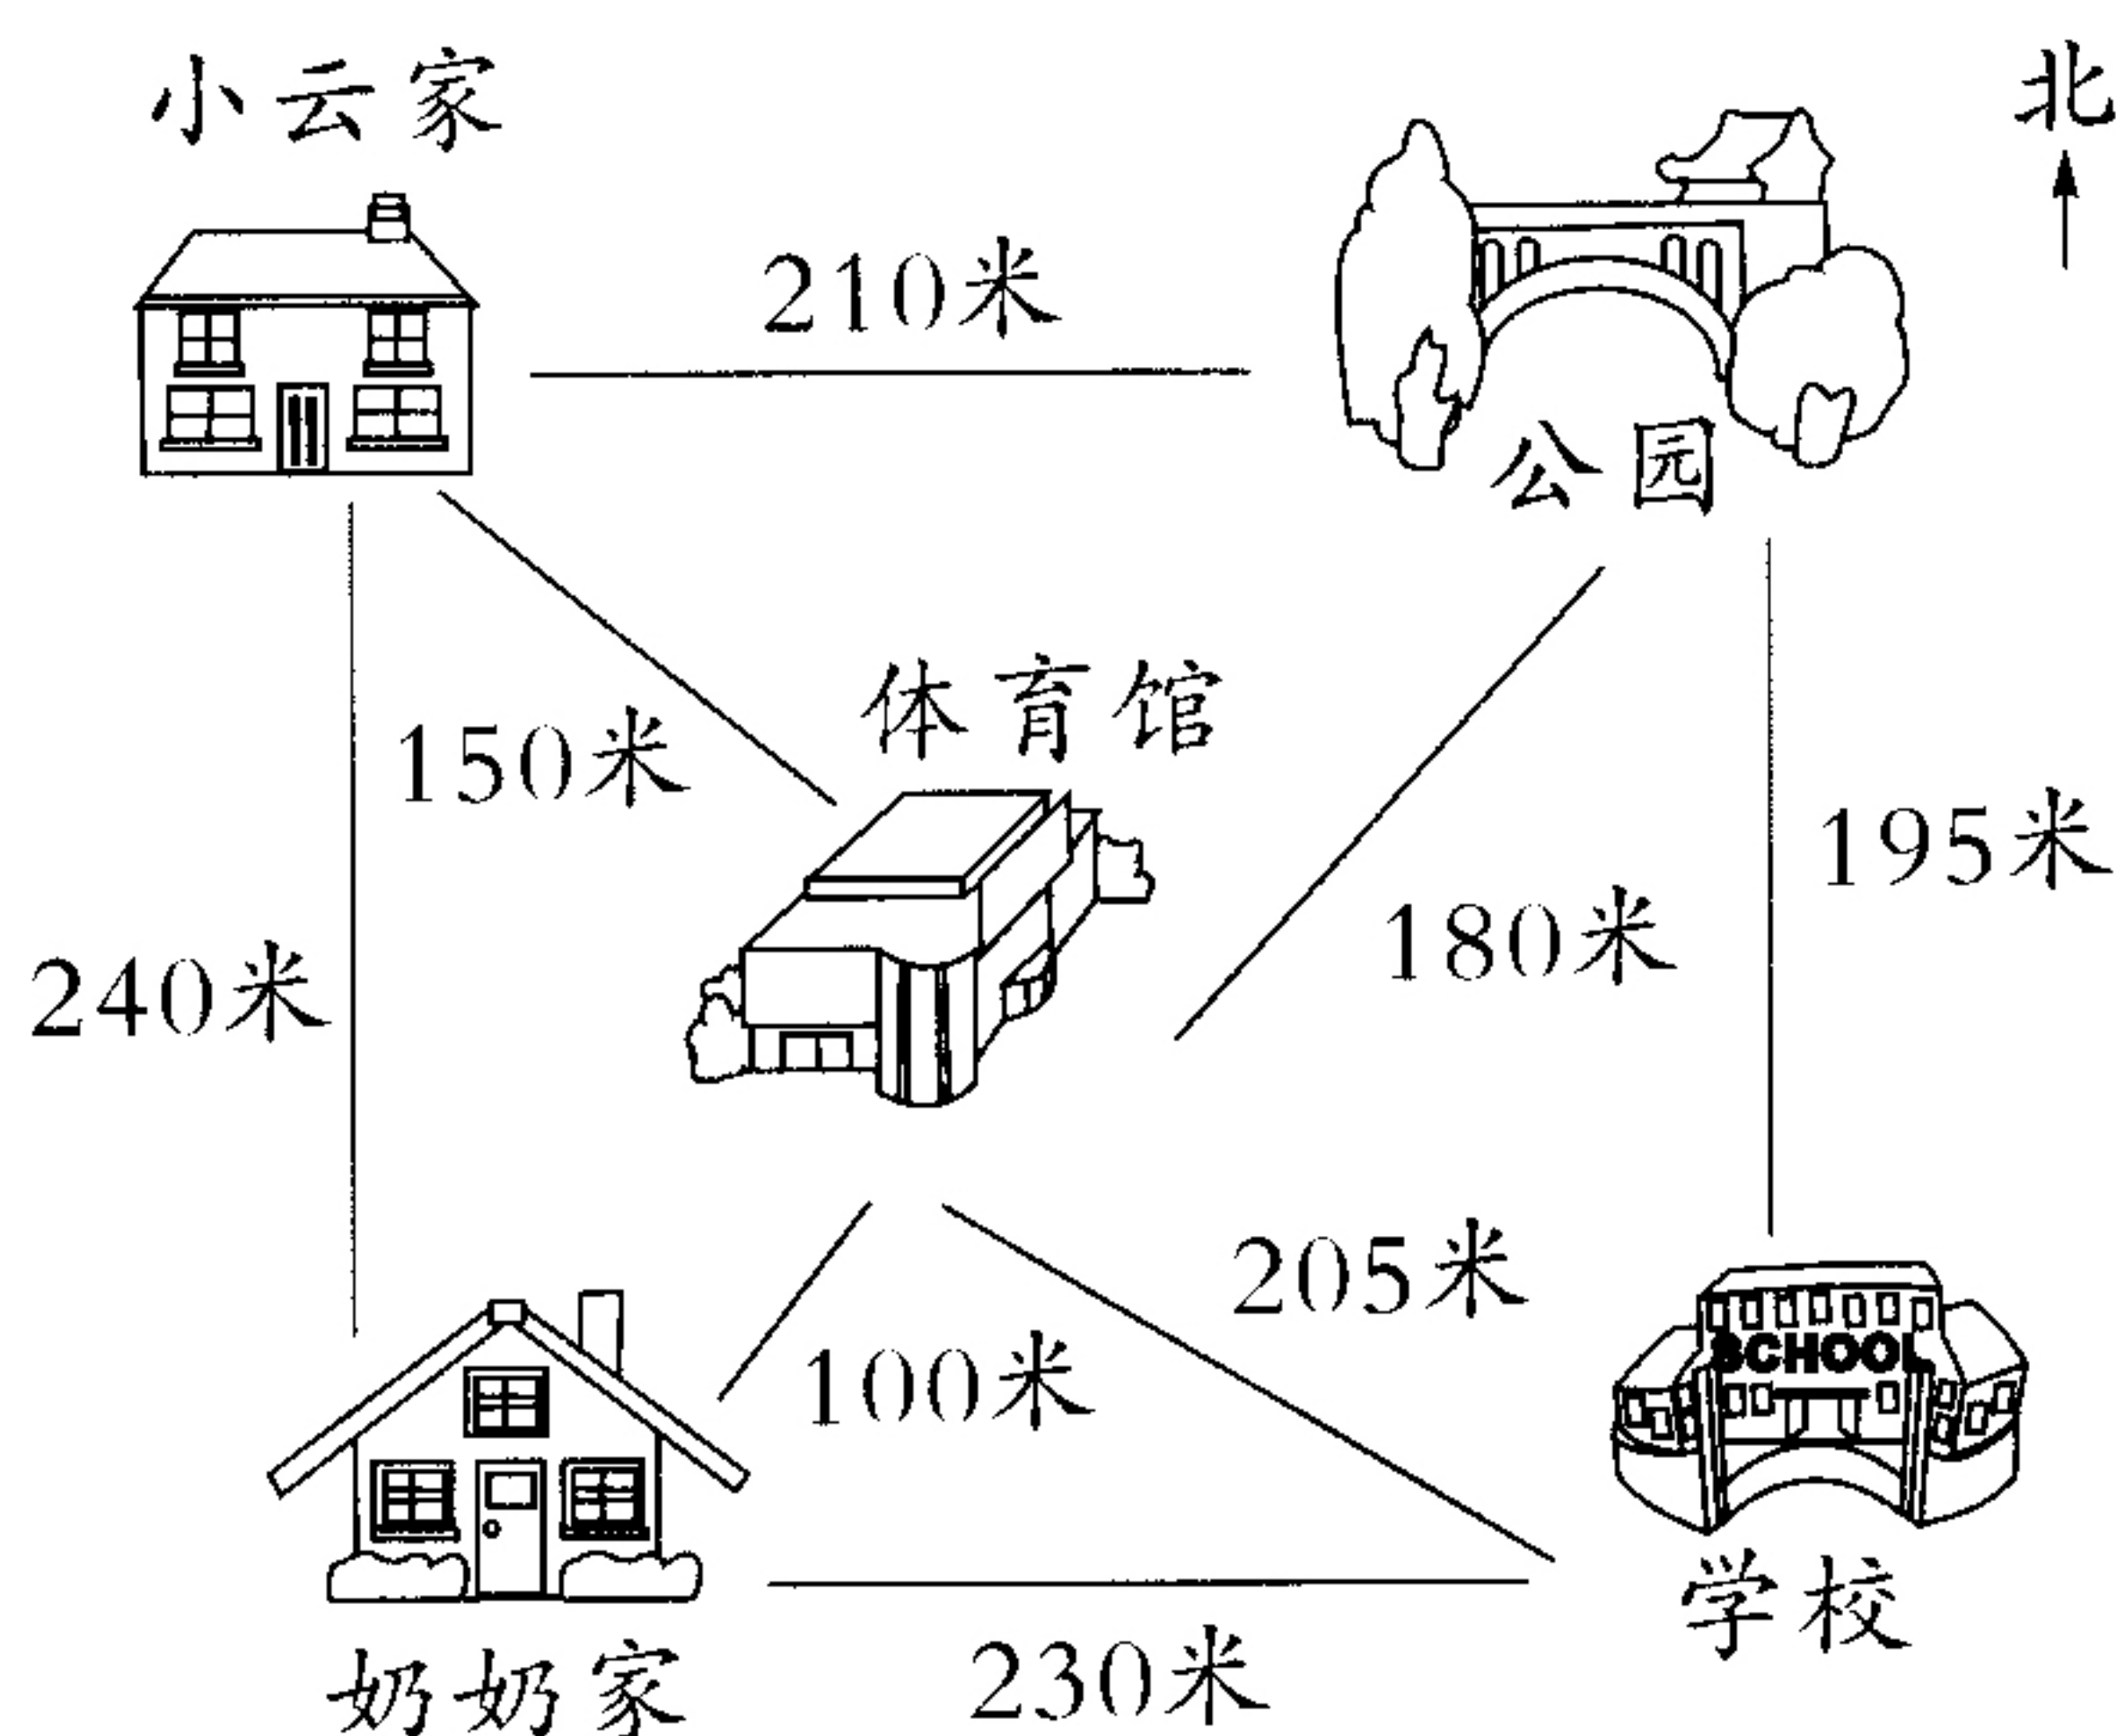 小云家
北
210米
公园
体育馆
150米
195米
180米
240米
205米
100米
SCHOOL
学校
230米
奶奶家